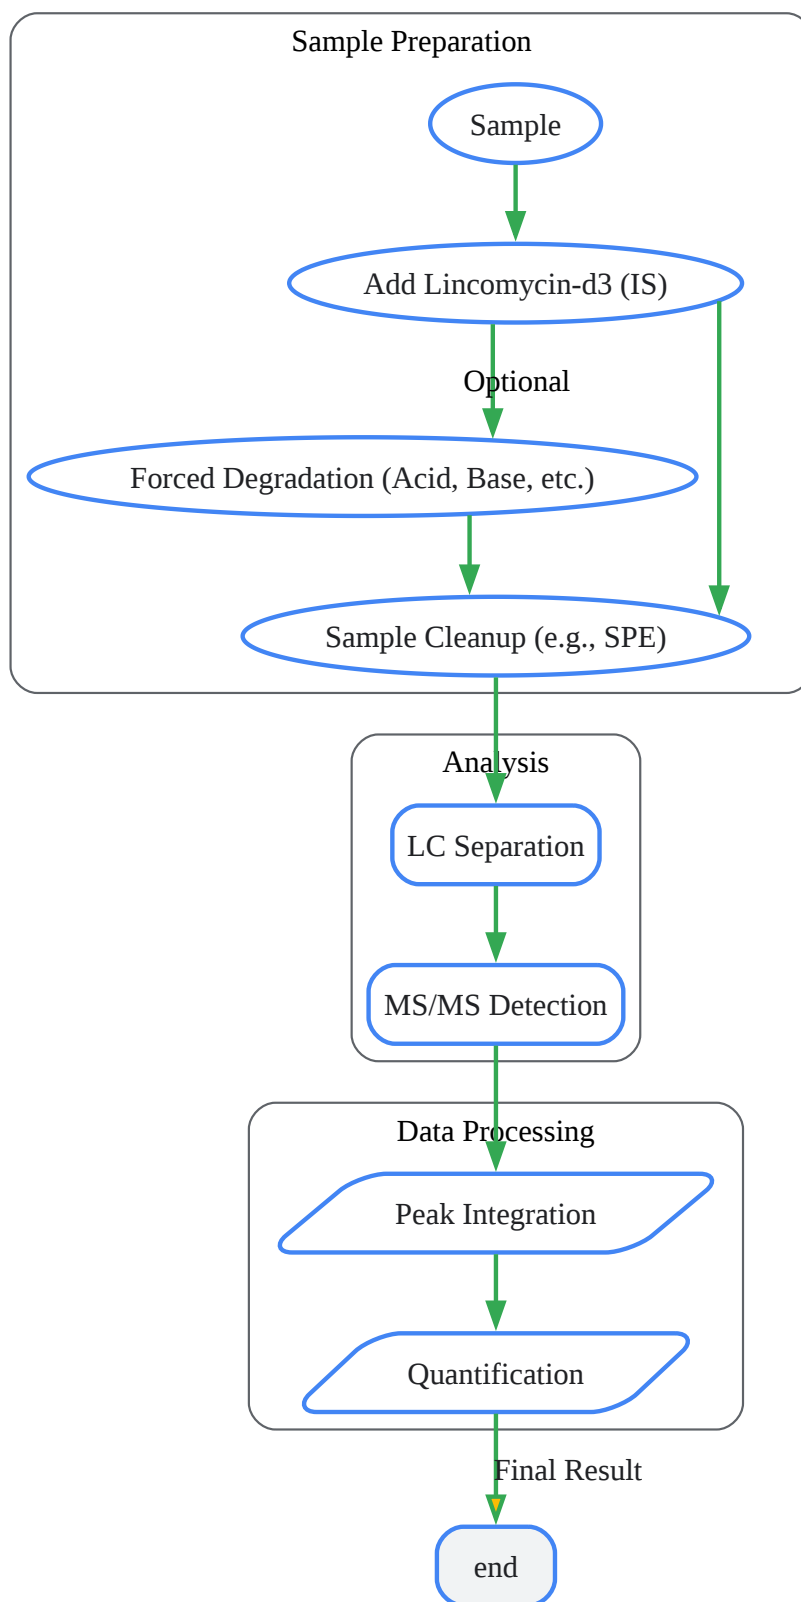 Sample Preparation
Sample
Add Lincomycin-d3 (IS)
Optional
Forced Degradation (Acid, Base, etc.)
Sample Cleanup (e.g., SPE)
Analysis
LC Separation
MS/MS Detection
Data Processing
Peak Integration
Quantification
Final Result
end